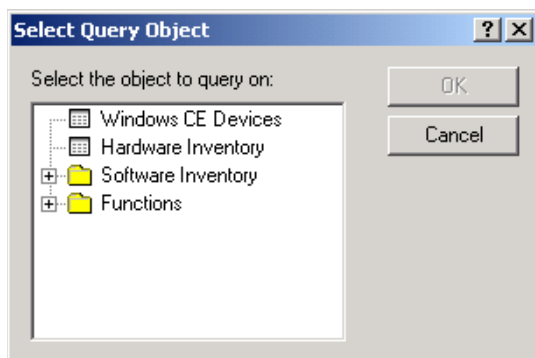 Select Query Object
Select the object to query on:
OK
Windows CE Devices
Hardware Inventory
Cancel
Software Inventory
Functions